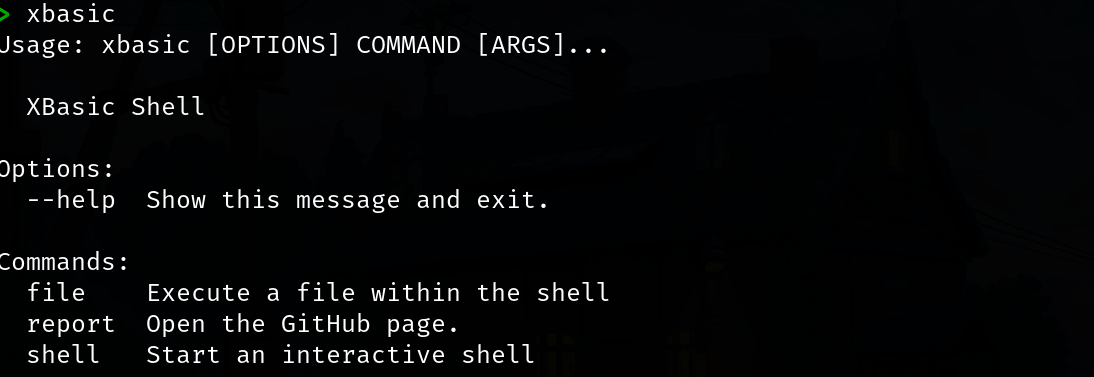 > xbasic
Usage: xbasic [OPTIONS] COMMAND [ARGS]...
XBasic Shell
Options:
--help  Show this message and exit.
Commands:
file    Execute a file within the shell
report  Open the GitHub page.
shell   Start an interactive shell